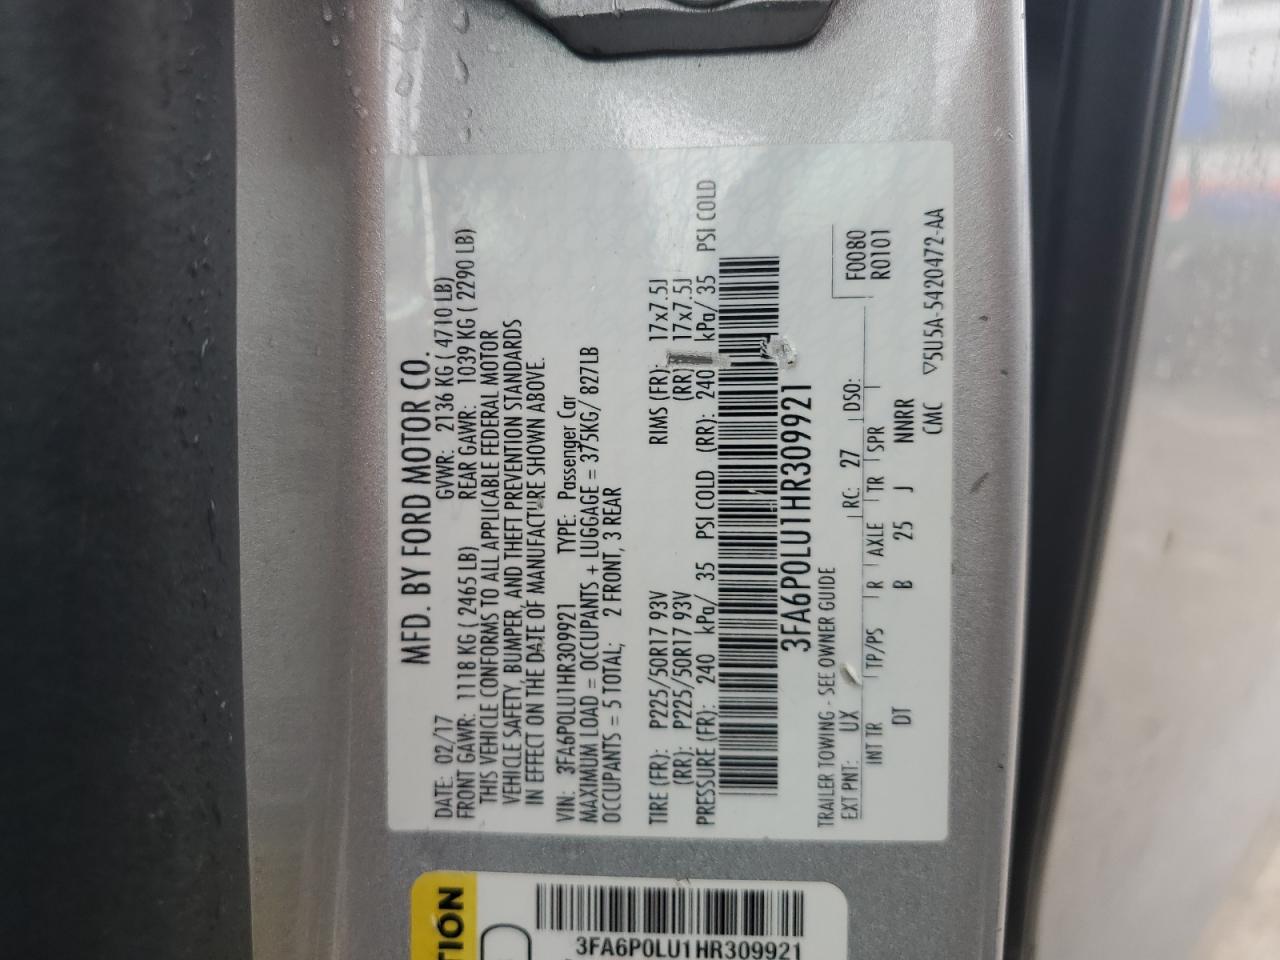 MFD. BY FORD MOTOR CO.
DATE: 02/17 GVWR: 2136 KG ( 4710 LB)
FRONT GAWR: 1118 KG ( 2465 LB) REAR GAWR: 1039 KG ( 2290 LB)
THIS VEHICLE CONFORMS TO ALL APPLICABLE FEDERAL MOTOR
VEHICLE SAFETY, BUMPER, AND THEFT PREVENTION STANDARDS
IN EFFECT ON THE DATE OF MANUFACTURE SHOWN ABOVE.
VIN: 3FA6P0LU1HR309921 TYPE: Passenger Car
MAXIMUM LOAD = OCCUPANTS + LUGGAGE = 375KG/ 827LB
OCCUPANTS = 5 TOTAL; 2 FRONT, 3 REAR
TIRE (FR): P225/50R17 93V RIMS (FR): 17x7.5J
(RR): P225/50R17 93V (RR): 17x7.5J
PRESSURE (FR): 240 kPa/ 35 PSI COLD (RR): 240 kPa/ 35 PSI COLD
3FA6P0LU1HR309921
TRAILER TOWING - SEE OWNER GUIDE
EXT PNT: UX RC: 27 DSO: F0080
INT TR TP/PS R AXLE TR SPR R0101
DT B 25 J NNRR
CMC ▽5U5A-5420472-AA
TION
3FA6P0LU1HR309921